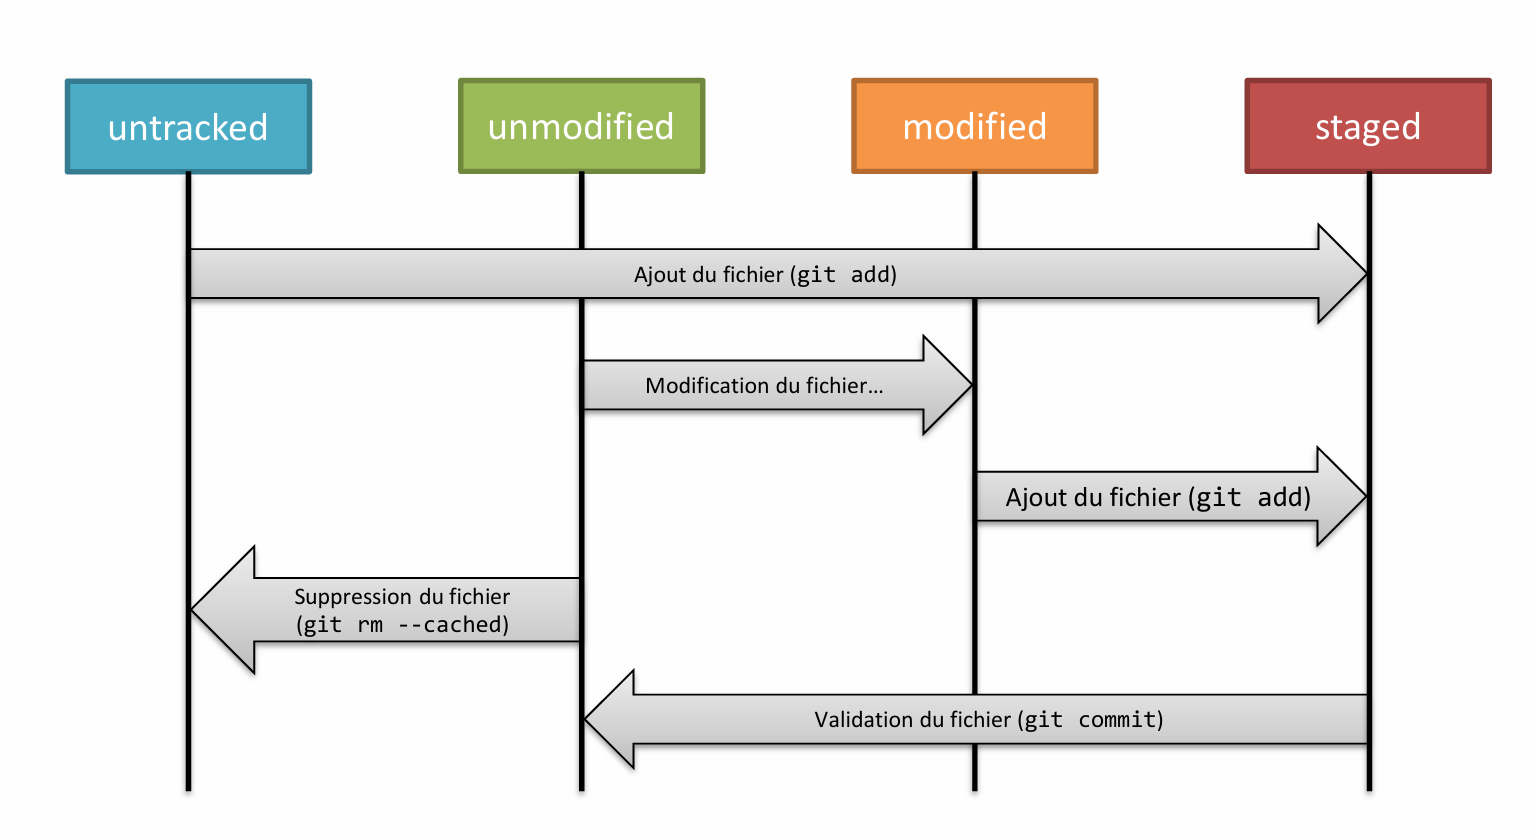 untracked
unmodified
modified
staged
Ajout du fichier (git add)
Modification du fichier…
Ajout du fichier (git add)
Suppression du fichier
(git rm --cached)
Validation du fichier (git commit)